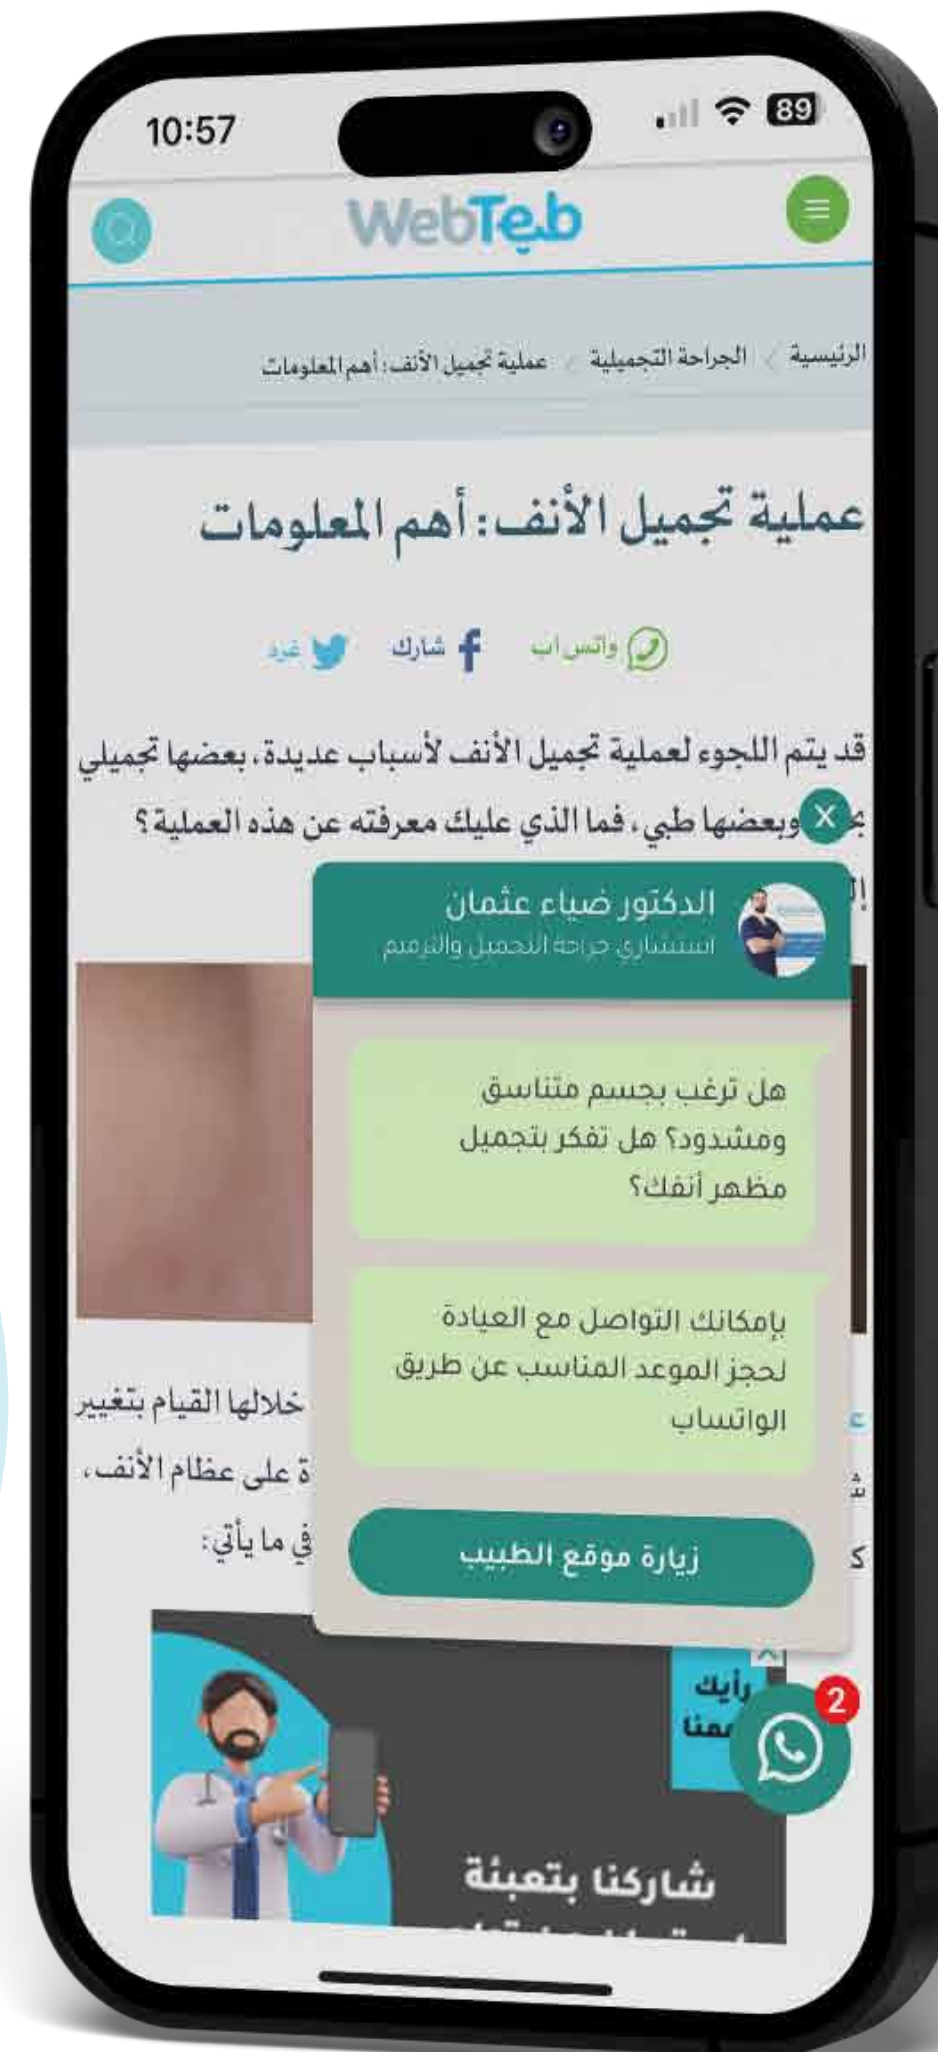 10:57
89
WebTeb
الرئيسية > الجراحة التجميلية > عملية تجميل الأنف: أهم المعلومات
عملية تجميل الأنف: أهم المعلومات
واتس اب
شارك
غرد
قد يتم اللجوء لعملية تجميل الأنف لأسباب عديدة، بعضها تجميلي
وبعضها طبي، فما الذي عليك معرفته عن هذه العملية؟
X
الدكتور ضياء عثمان
استشاري جراحة التجميل والترميم
هل ترغب بجسم متناسق
ومشدود؟ هل تفكر بتجميل
مظهر أنفك؟
بإمكانك التواصل مع العيادة
لحجز الموعد المناسب عن طريق
الواتساب
زيارة موقع الطبيب
خلالها القيام بتغيير
ة على عظام الأنف،
في ما يأتي:
رأيك
2
شاركنا بتعبئة